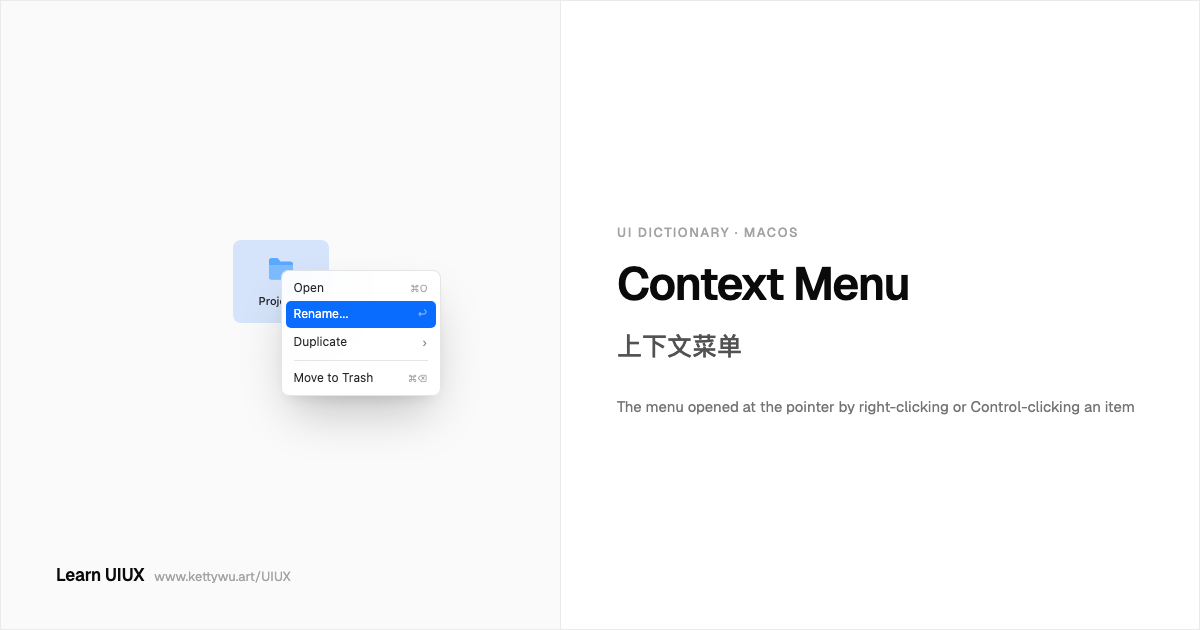 Proj
Open ⌘O
Rename... ↩
Duplicate ›
Move to Trash ⌘⌫
Learn UIUX www.kettywu.art/UIUX
UI DICTIONARY · MACOS
Context Menu
上下文菜单
The menu opened at the pointer by right-clicking or Control-clicking an item